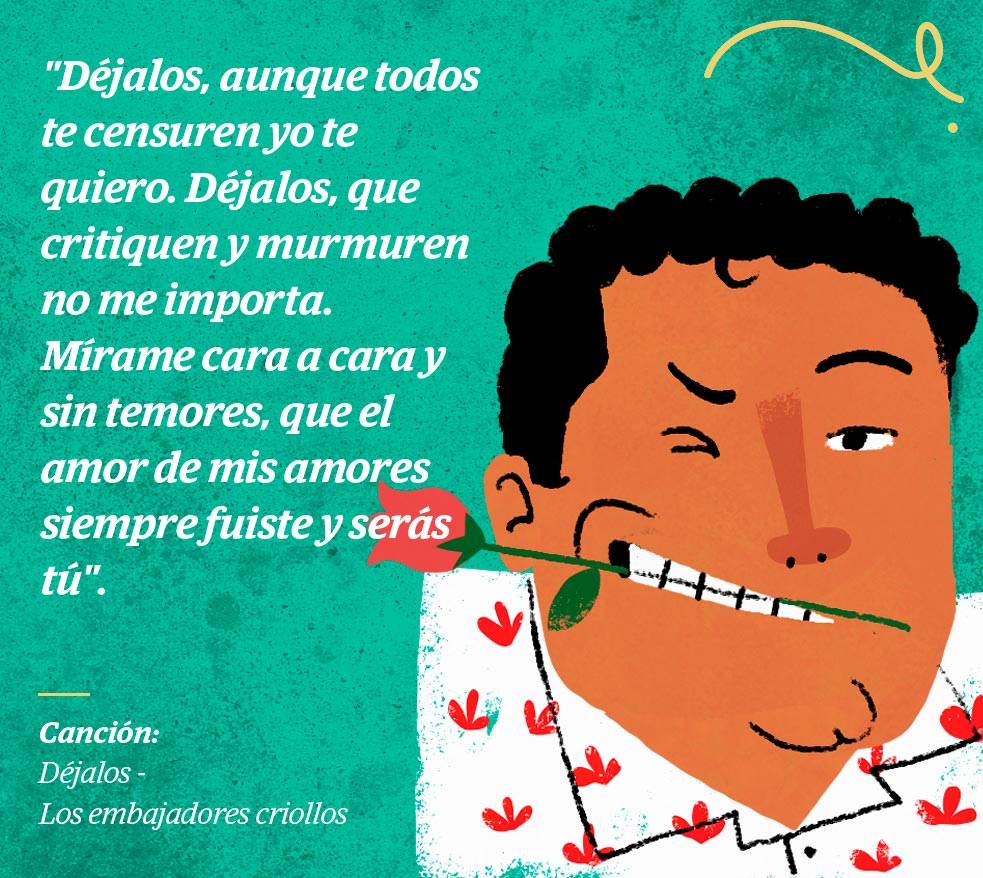 "Déjalos, aunque todos
te censuren yo te
quiero. Déjalos, que
critiquen y murmuren
no me importa.
Mírame cara a cara y
sin temores, que el
amor de mis amores
siempre fuiste y serás
tú".
Canción:
Déjalos -
Los embajadores criollos